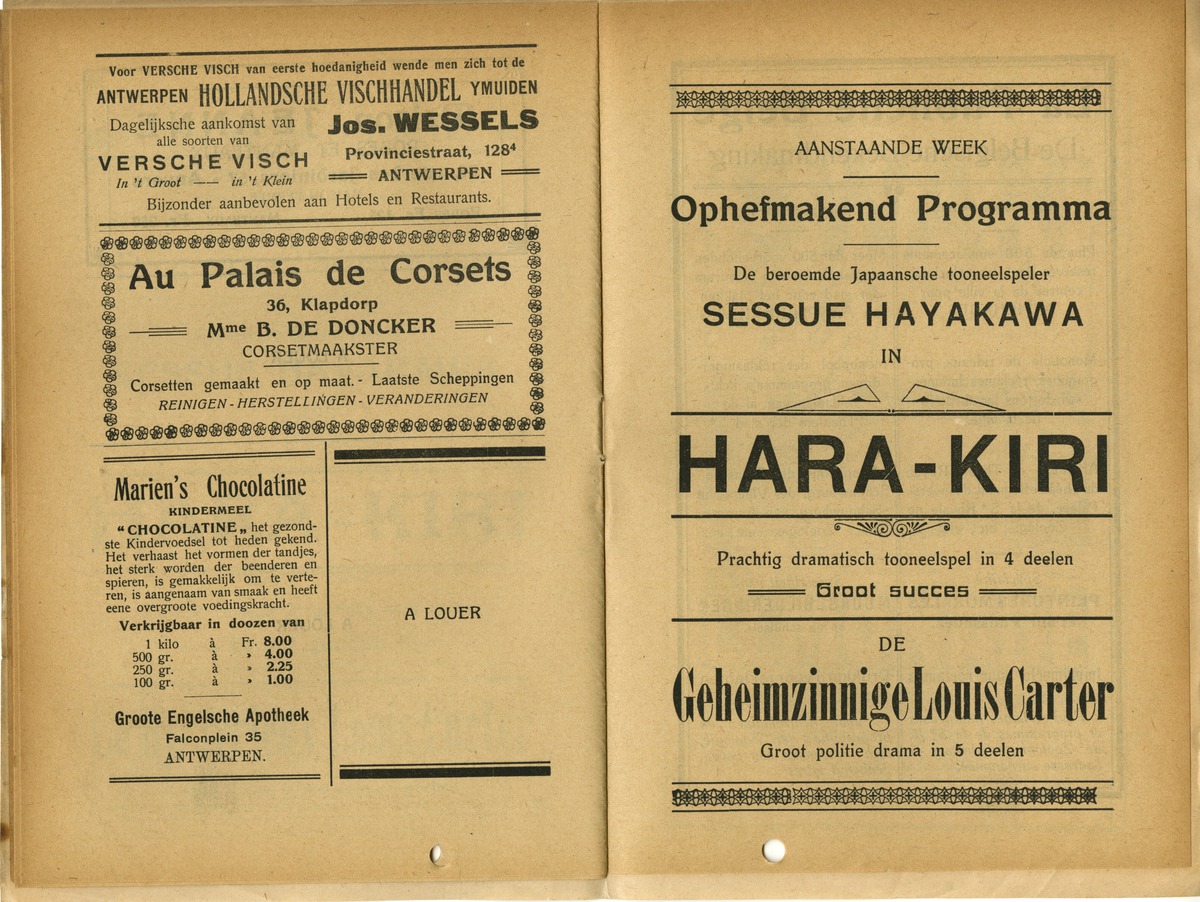 Voor VERSCHE VISCH van eerste hoedanigheid wende men zich tot de
ANTWERPEN HOLLANDSCHE VISCHHANDEL YMUIDEN
Dagelijksche aankomst van
alle soorten van
VERSCHE VISCH
In 't Groot — in 't Klein
Jos. WESSELS
Provinciestraat, 128⁴
ANTWERPEN
Bijzonder aanbevolen aan Hotels en Restaurants.
Au Palais de Corsets
36, Klapdorp
Mme B. DE DONCKER
CORSETMAAKSTER
Corsetten gemaakt en op maat. - Laatste Scheppingen
REINIGEN - HERSTELLINGEN - VERANDERINGEN
Marien's Chocolatine
KINDERMEEL
“CHOCOLATINE„ het gezond-
ste Kindervoedsel tot heden gekend.
Het verhaast het vormen der tandjes,
het sterk worden der beenderen en
spieren, is gemakkelijk om te verte-
ren, is aangenaam van smaak en heeft
eene overgroote voedingskracht.
Verkrijgbaar in doozen van
1 kilo à Fr. 8.00
500 gr. à » 4.00
250 gr. à » 2.25
100 gr. à » 1.00
Groote Engelsche Apotheek
Falconplein 35
ANTWERPEN.
A LOUER
AANSTAANDE WEEK
Ophefmakend Programma
De beroemde Japaansche tooneelspeler
SESSUE HAYAKAWA
IN
HARA-KIRI
Prachtig dramatisch tooneelspel in 4 deelen
Groot succes
DE
Geheimzinnige Louis Carter
Groot politie drama in 5 deelen